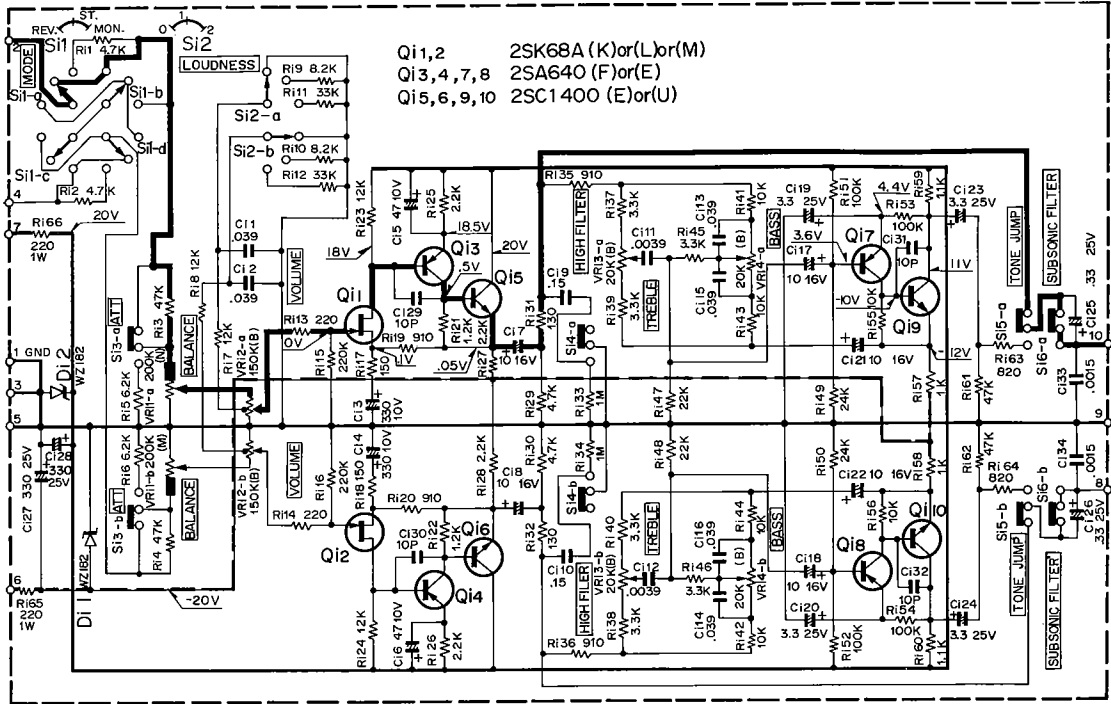 REV. ST. MON.
0 1 2
Si1
Si2
Ri1 4.7K
MODE
Si1-a
Si1-b
Si1-c
Si1-d
Ri2 4.7K
2
4
7
1 GND
3
5
6
Ri66
220
1W
20V
LOUDNESS
Ri9 8.2K
Ri11
33K
Si2-a
Si2-b
Ri10
8.2K
Ri12 33K
Qi1,2 2SK68A (K)or(L)or(M)
Qi3,4,7,8 2SA640 (F)or(E)
Qi5,6,9,10 2SC1400 (E)or(U)
Ci1
.039
Ci2
.039
Ri8 12K
Ri7 12K
Si3-a
ATT
Ri3 47K
BALANCE
Ri5 6.2K
VRi1-a 200K
(N)
Di2
WZ182
Ri6 6.2K
VRi1-b 200K
(M)
Si3-b
ATT
Ri4 47K
BALANCE
Ci28
330
25V
Ci27 330 25V
WZ182
Di1
Ri65
220
1W
-20V
VOLUME
VRi2-a
150K(B)
VRi2-b
150K(B)
VOLUME
Ri13 220
0V
Ri15
220K
Ri16
220K
Ri14 220
Ri23 12K
18V
Ci5 47 10V
Ri25
2.2K
18.5V
20V
Qi3
.5V
Qi5
Qi1
Ci29
10P
Ri19 910
1V
Ri17
150
Ri21
1.2K
.05V
Ri27
2.2K
Ci7
10 16V
Ci3
330
10V
Ci4
330 10V
Ri18 150
Ri28 2.2K
Ci8
10 16V
Ri20 910
Ri22
1.2K
Ci30
10P
Qi2
Qi6
Qi4
Ri24 12K
Ci6 47 10V
Ri26
2.2K
Ri35 910
HIGH FILTER
Ci9
.15
Ri31
130
Si4-a
Ri29
4.7K
Ri33
1M
Ri30
4.7K
Ri34
1M
Si4-b
Ri32
130
Ci10
.15
HIGH FILER
Ri36 910
Ri37
3.3K
VRi3-a
20K(B)
Ci11
.0039
Ri39
3.3K
TREBLE
Ri45
3.3K
Ci13
.039
Ri41
10K
(B)
20K
VRi4-a
Ci15
.039
Ri43
10K
BASS
Ri47
22K
Ri48
22K
Ri40
3.3K
VRi3-b
20K(B)
TREBLE
Ci12
.0039
Ri38
3.3K
Ri46
3.3K
Ci16
.039
Ri44
10K
(B)
20K
VRi4-b
Ci14
.039
Ri42
10K
BASS
Ci19
3.3 25V
Ri51
100K
4.4V
Ri53
100K
Ri59
1.1K
Ci23
3.3 25V
3.6V
Ci17
10 16V
Qi7
Ci31
10P
11V
-10V
Ri55
10K
Qi9
Ci21 10 16V
-12V
Ri49
24K
Ri57
1K
Ri50
24K
Ri58
1K
Ci22 10 16V
Ri56
10K
Qi10
Ci18
10 16V
Qi8
Ci32
10P
Ci20
3.3 25V
Ri54
100K
Ri52
100K
Ri60
1.1K
Ci24
3.3 25V
Ri61
47K
Ri62
47K
Ri63
820
Ri64
820
TONE JUMP
SUBSONIC FILTER
Si5-a
Si6-a
Ci25
.33 25V
10
Ci33
.0015
9
Ci34
.0015
8
Si5-b
Si6-b
Ci26
.33 25V
TONE JUMP
SUBSONIC FILTER